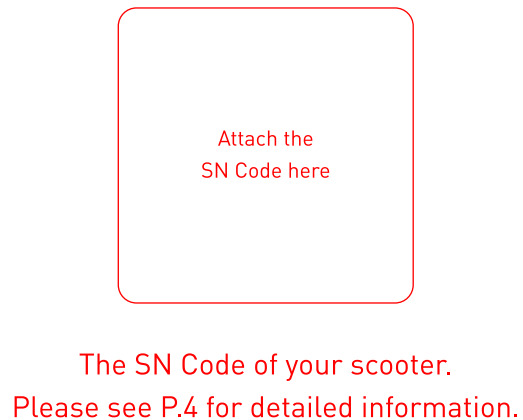 Attach the
SN Code here
The SN Code of your scooter.
Please see P.4 for detailed information.